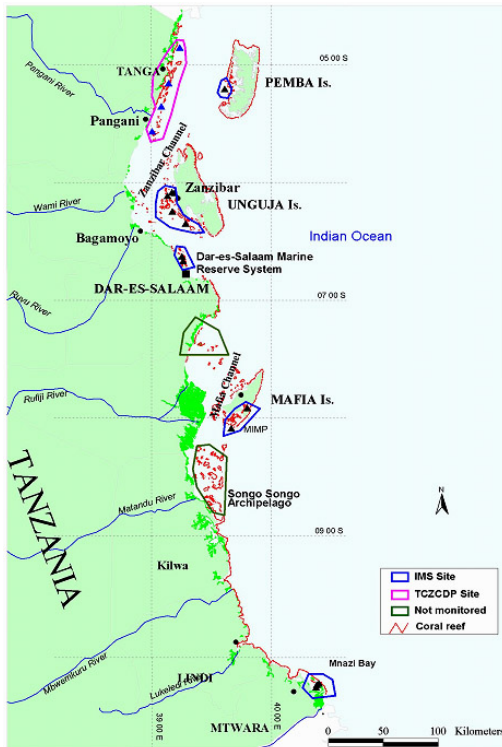 05 00 S
TANGA
PEMBA Is.
Pangani River
Pangani
Zanzibar Channel
Zanzibar
Wami River
UNGUJA Is.
Bagamoyo
Indian Ocean
Dar-es-Salaam Marine
Reserve System
DAR-ES-SALAAM
Ruvu River
07 00 S
Mafia Channel
Rufiji River
MAFIA Is.
MIMP
TANZANIA
Songo Songo
Archipelago
Matandu River
N
09 00 S
Kilwa
IMS Site
TCZCDP Site
Not monitored
Coral reef
Mnazi Bay
Mbwemkuru River
LINDI
Lukeledi River
39 00 E
40 00 E
MTWARA
0 50 100 Kilometers